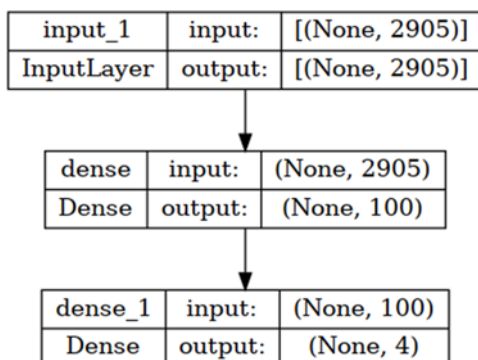 input_1 input: [(None, 2905)]
InputLayer output: [(None, 2905)]
dense input: (None, 2905)
Dense output: (None, 100)
dense_1 input: (None, 100)
Dense output: (None, 4)